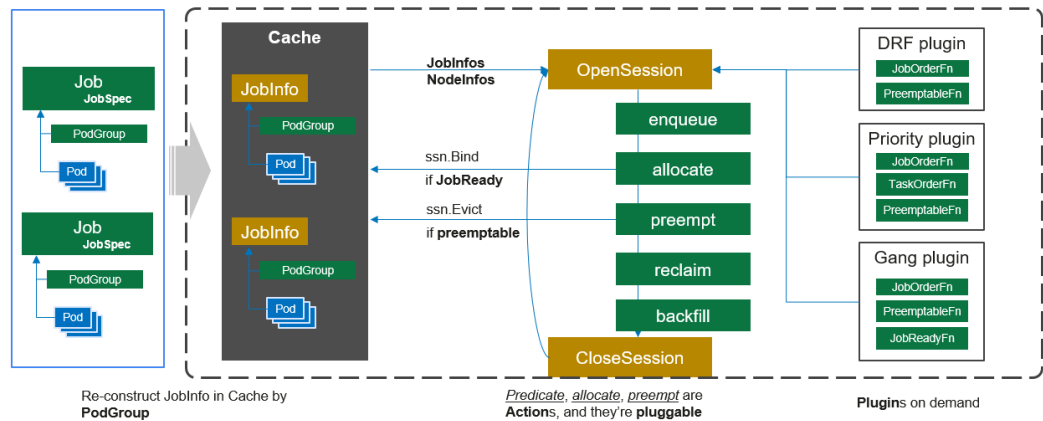 Job
JobSpec
PodGroup
Pod
Job
JobSpec
PodGroup
Pod
Cache
JobInfo
PodGroup
Pod
JobInfo
PodGroup
Pod
JobInfos
NodeInfos
ssn.Bind
if JobReady
ssn.Evict
if preemptable
OpenSession
enqueue
allocate
preempt
reclaim
backfill
CloseSession
DRF plugin
JobOrderFn
PreemptableFn
Priority plugin
JobOrderFn
TaskOrderFn
PreemptableFn
Gang plugin
JobOrderFn
PreemptableFn
JobReadyFn
Re-construct JobInfo in Cache by
PodGroup
Predicate, allocate, preempt are
Actions, and they're pluggable
Plugins on demand